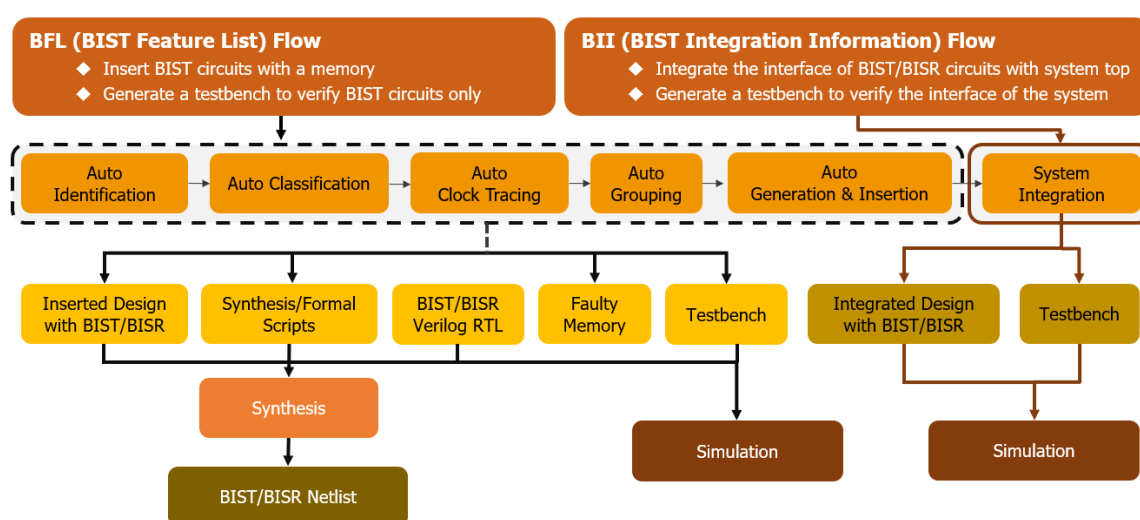 BFL (BIST Feature List) Flow
◆ Insert BIST circuits with a memory
◆ Generate a testbench to verify BIST circuits only
BII (BIST Integration Information) Flow
◆ Integrate the interface of BIST/BISR circuits with system top
◆ Generate a testbench to verify the interface of the system
Auto
Identification
Auto Classification
Auto
Clock Tracing
Auto
Grouping
Auto
Generation & Insertion
System
Integration
Inserted Design
with BIST/BISR
Synthesis/Formal
Scripts
BIST/BISR
Verilog RTL
Faulty
Memory
Testbench
Integrated Design
with BIST/BISR
Testbench
Synthesis
Simulation
Simulation
BIST/BISR Netlist